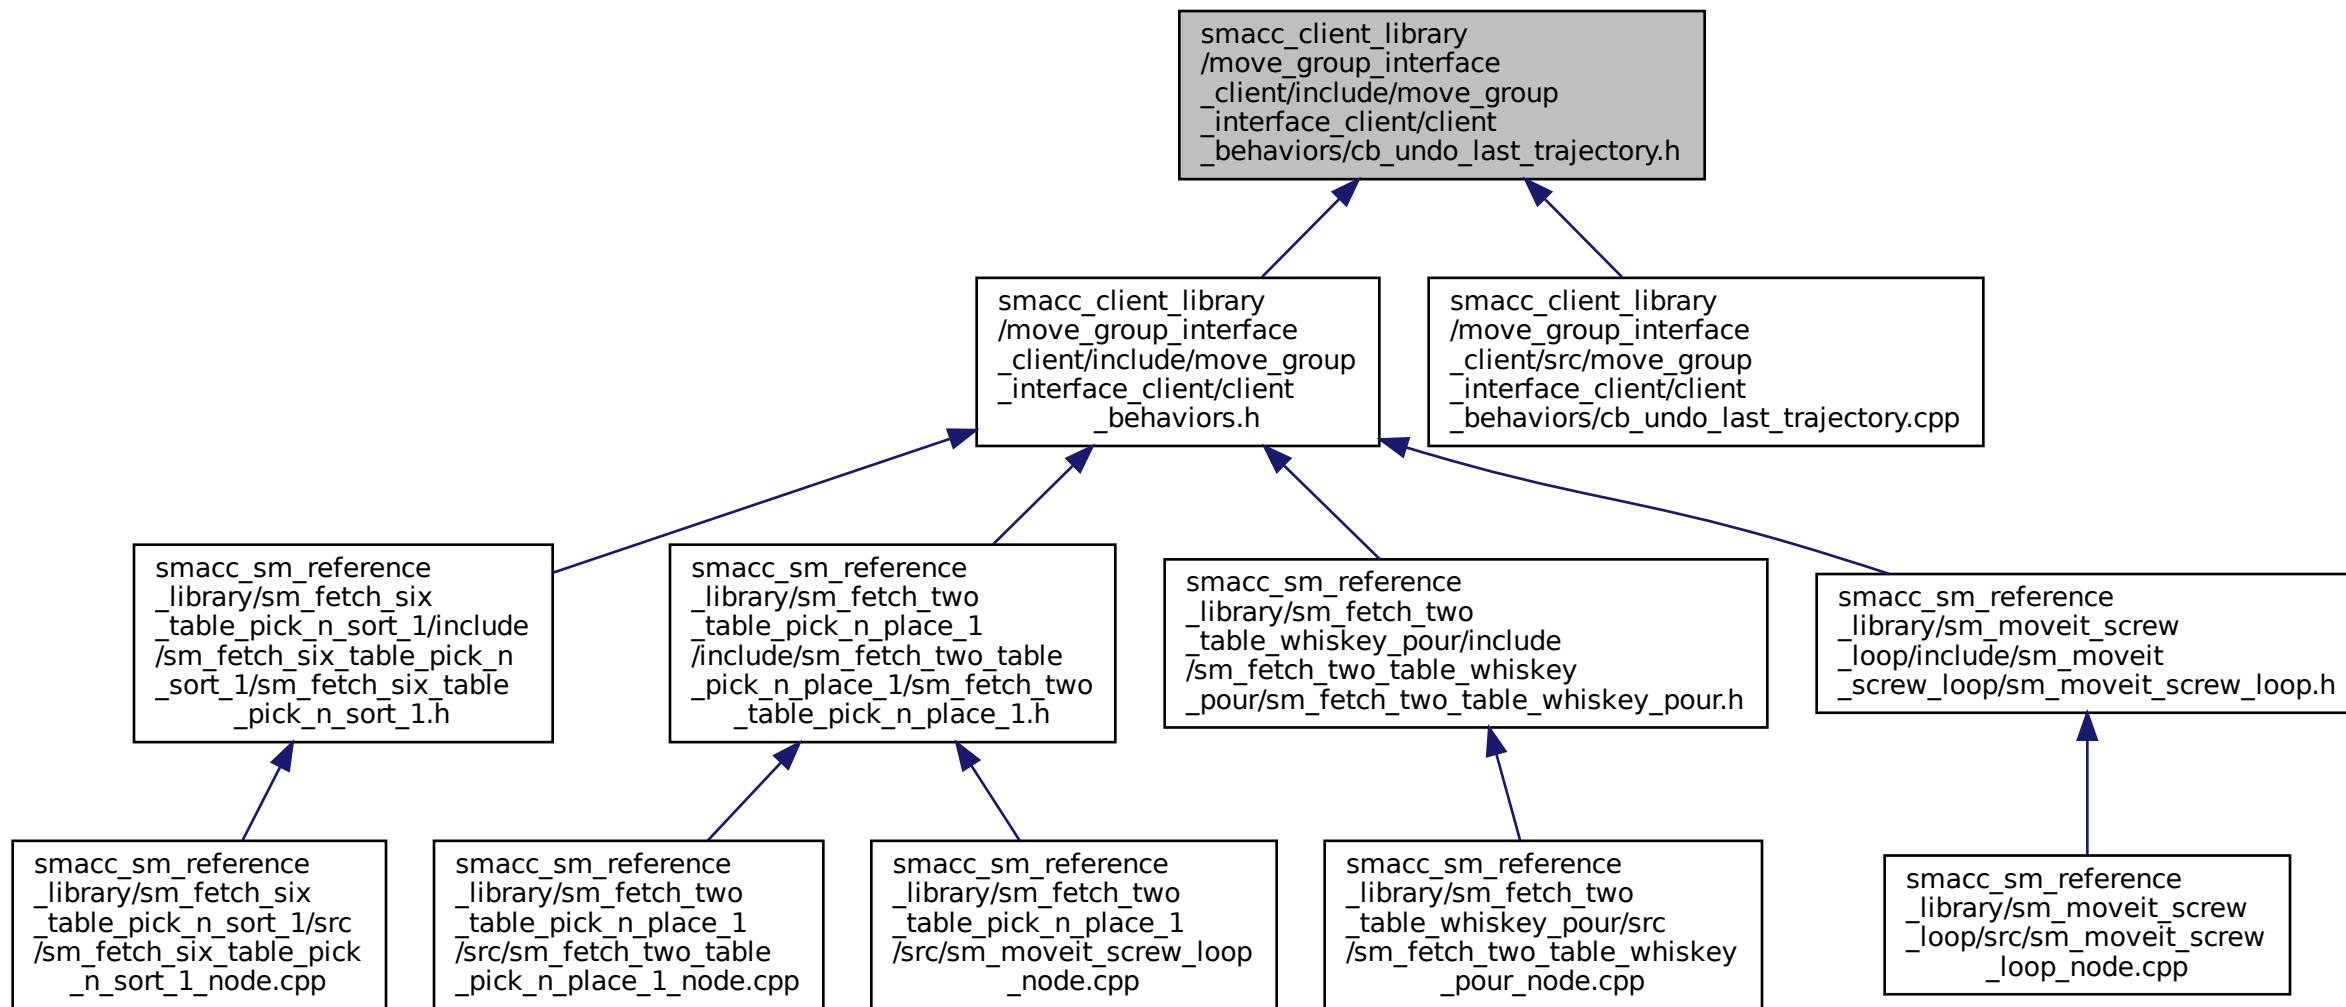 smacc_client_library
/move_group_interface
_client/include/move_group
_interface_client/client
_behaviors/cb_undo_last_trajectory.h
smacc_client_library
/move_group_interface
_client/include/move_group
_interface_client/client
_behaviors.h
smacc_client_library
/move_group_interface
_client/src/move_group
_interface_client/client
_behaviors/cb_undo_last_trajectory.cpp
smacc_sm_reference
_library/sm_fetch_six
_table_pick_n_sort_1/include
/sm_fetch_six_table_pick_n
_sort_1/sm_fetch_six_table
_pick_n_sort_1.h
smacc_sm_reference
_library/sm_fetch_two
_table_pick_n_place_1
/include/sm_fetch_two_table
_pick_n_place_1/sm_fetch_two
_table_pick_n_place_1.h
smacc_sm_reference
_library/sm_fetch_two
_table_whiskey_pour/include
/sm_fetch_two_table_whiskey
_pour/sm_fetch_two_table_whiskey_pour.h
smacc_sm_reference
_library/sm_moveit_screw
_loop/include/sm_moveit
_screw_loop/sm_moveit_screw_loop.h
smacc_sm_reference
_library/sm_fetch_six
_table_pick_n_sort_1/src
/sm_fetch_six_table_pick
_n_sort_1_node.cpp
smacc_sm_reference
_library/sm_fetch_two
_table_pick_n_place_1
/src/sm_fetch_two_table
_pick_n_place_1_node.cpp
smacc_sm_reference
_library/sm_fetch_two
_table_pick_n_place_1
/src/sm_moveit_screw_loop
_node.cpp
smacc_sm_reference
_library/sm_fetch_two
_table_whiskey_pour/src
/sm_fetch_two_table_whiskey
_pour_node.cpp
smacc_sm_reference
_library/sm_moveit_screw
_loop/src/sm_moveit_screw
_loop_node.cpp